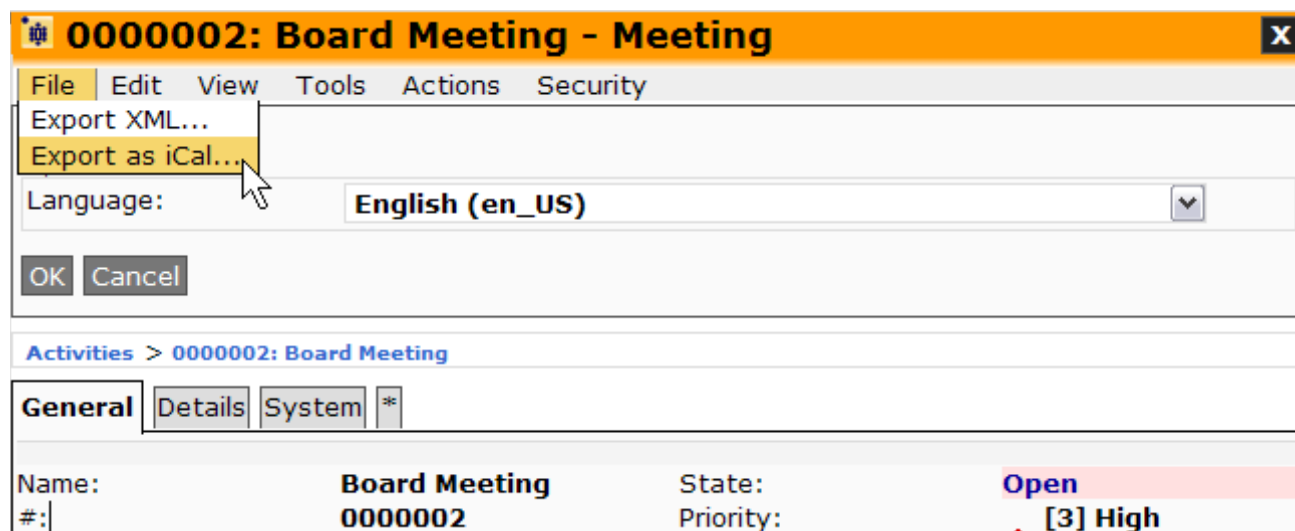 0000002: Board Meeting - Meeting X
File Edit View Tools Actions Security
Export XML...
Export as iCal...
Language: English (en_US)
OK Cancel
Activities > 0000002: Board Meeting
General Details System *
Name: Board Meeting State: Open
#: 0000002 Priority: [3] High